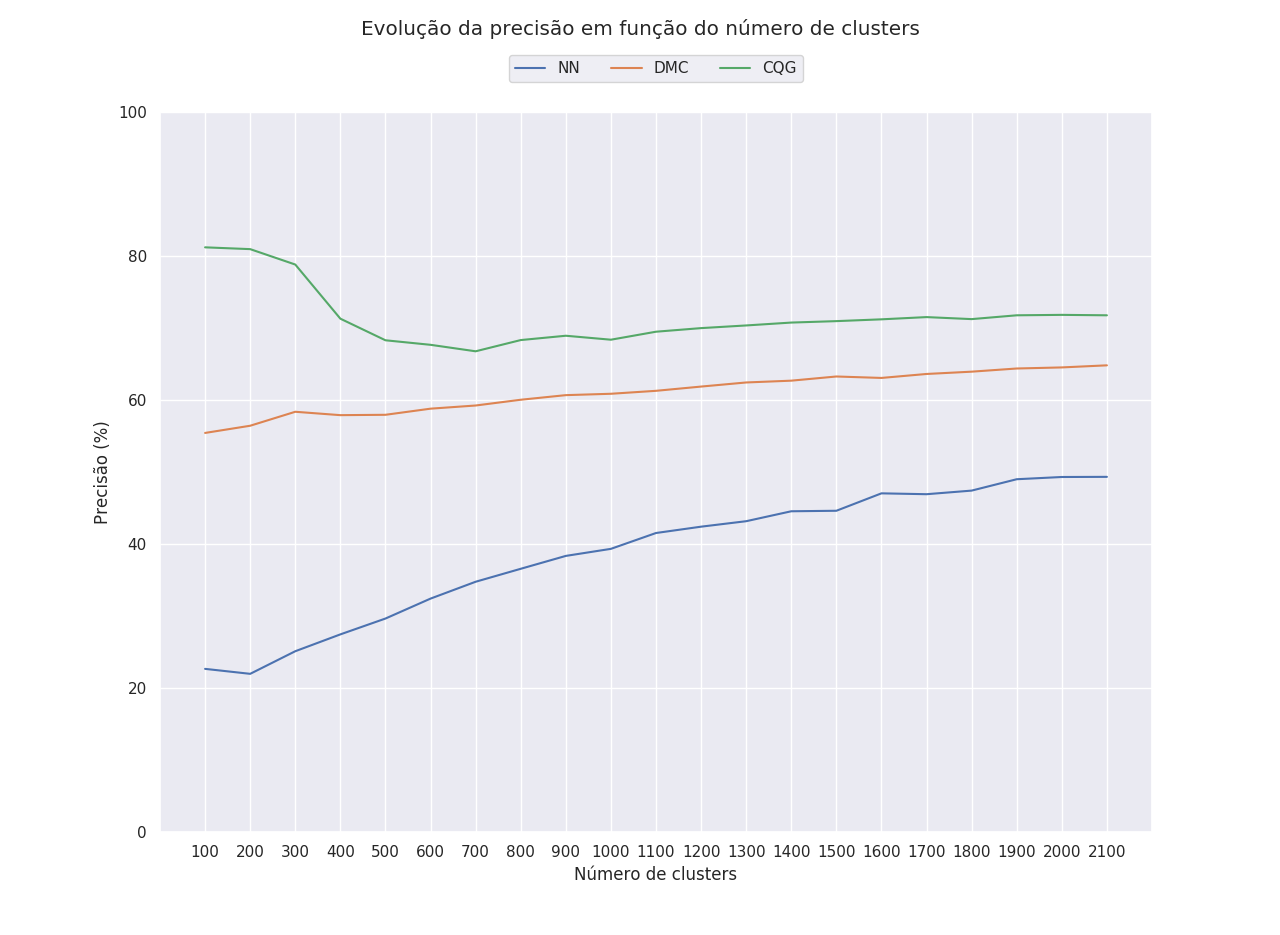 Evolução da precisão em função do número de clusters
NN DMC CQG
100
80
60
40
20
0
Precisão (%)
100 200 300 400 500 600 700 800 900 1000 1100 1200 1300 1400 1500 1600 1700 1800 1900 2000 2100
Número de clusters